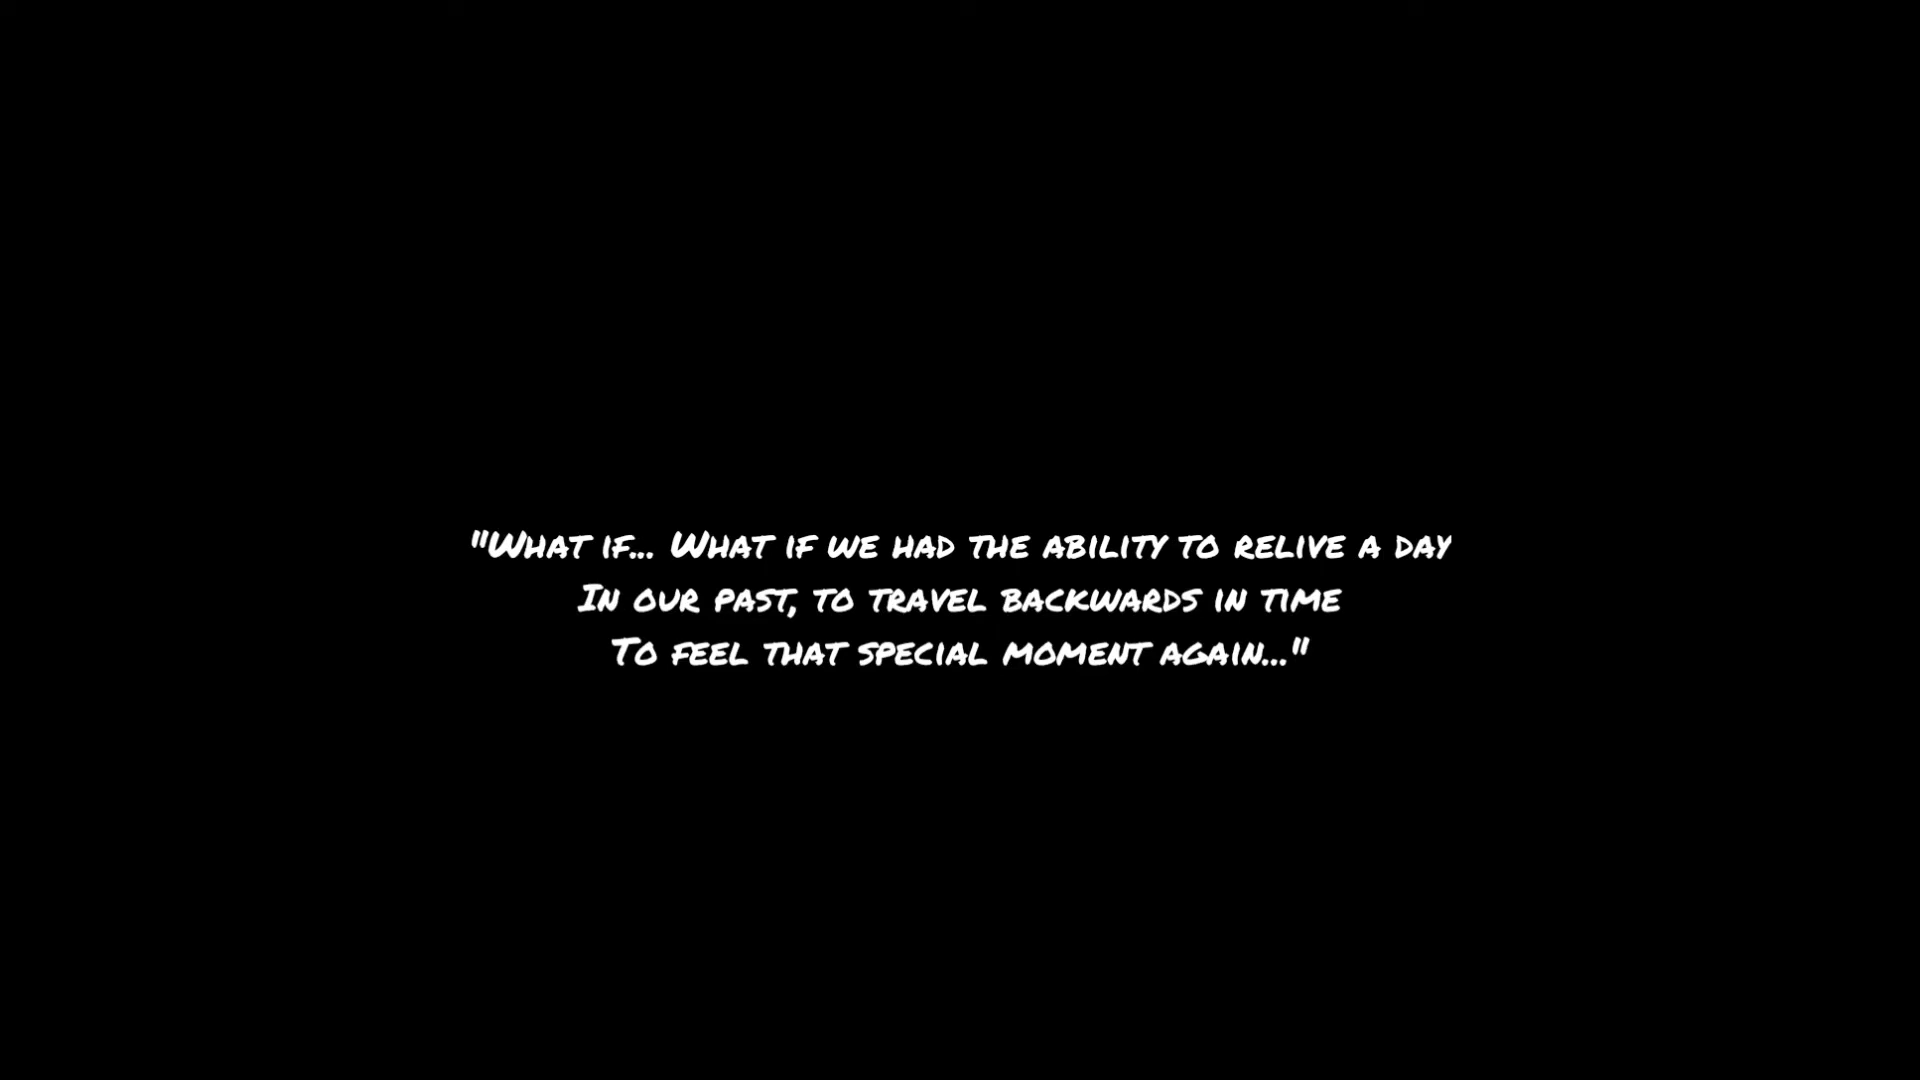 "What if... What if we had the ability to relive a day
In our past, to travel backwards in time
To feel that special moment again..."